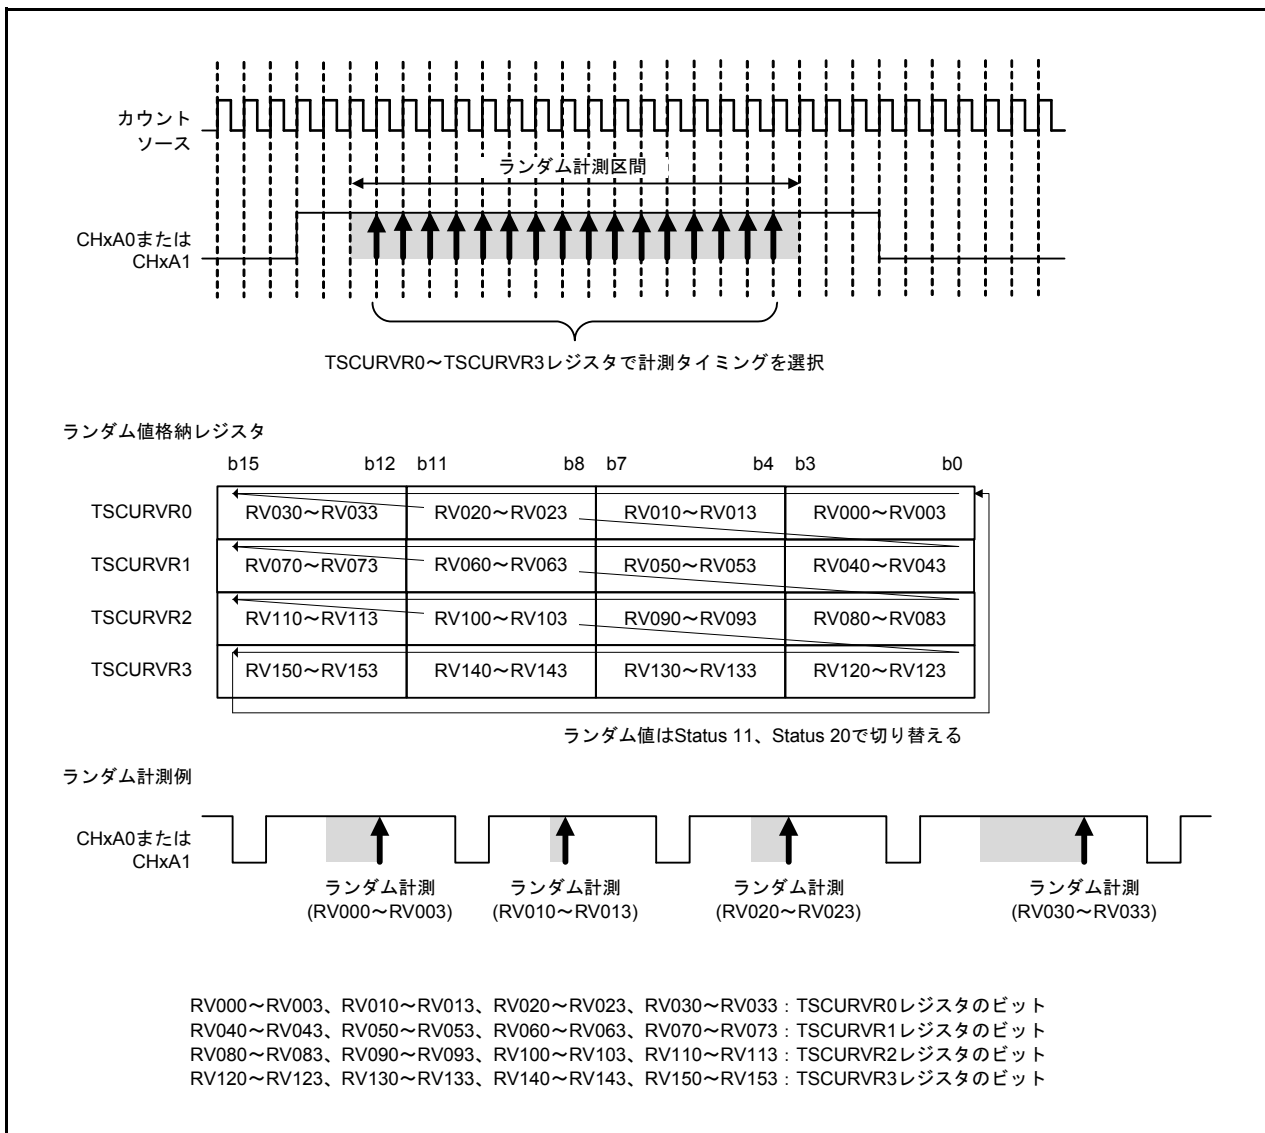 カウント
ソース
ランダム計測区間
CHxA0または
CHxA1
TSCURVR0～TSCURVR3レジスタで計測タイミングを選択
ランダム値格納レジスタ
b15 b12 b11 b8 b7 b4 b3 b0
TSCURVR0 RV030～RV033 RV020～RV023 RV010～RV013 RV000～RV003
TSCURVR1 RV070～RV073 RV060～RV063 RV050～RV053 RV040～RV043
TSCURVR2 RV110～RV113 RV100～RV103 RV090～RV093 RV080～RV083
TSCURVR3 RV150～RV153 RV140～RV143 RV130～RV133 RV120～RV123
ランダム値はStatus 11、Status 20で切り替える
ランダム計測例
CHxA0または
CHxA1
ランダム計測 ランダム計測 ランダム計測 ランダム計測
(RV000～RV003) (RV010～RV013) (RV020～RV023) (RV030～RV033)
RV000～RV003、RV010～RV013、RV020～RV023、RV030～RV033：TSCURVR0レジスタのビット
RV040～RV043、RV050～RV053、RV060～RV063、RV070～RV073：TSCURVR1レジスタのビット
RV080～RV083、RV090～RV093、RV100～RV103、RV110～RV113：TSCURVR2レジスタのビット
RV120～RV123、RV130～RV133、RV140～RV143、RV150～RV153：TSCURVR3レジスタのビット